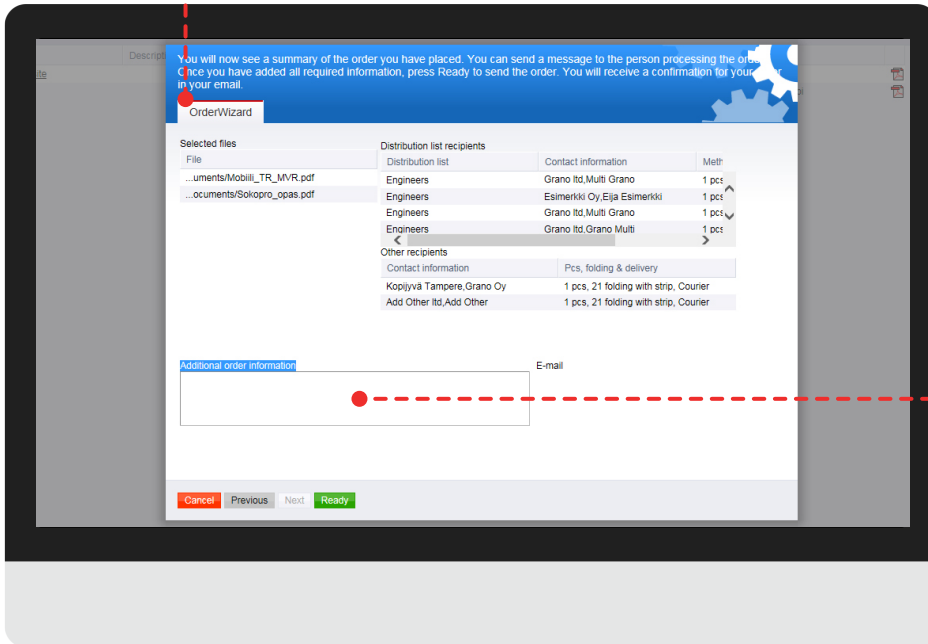 Descript
You will now see a summary of the order you have placed. You can send a message to the person processing the
Once you have added all required information, press Ready to send the order. You will receive a confirmation for your
in your email.
OrderWizard
Selected files
File
...uments/Mobiili_TR_MVR.pdf
...ocuments/Sokopro_opas.pdf
Distribution list recipients
Distribution list Contact information Meth
Engineers Grano ltd,Multi Grano 1 pcs
Engineers Esimerkki Oy,Eija Esimerkki 1 pcs
Engineers Grano ltd,Multi Grano 1 pcs
Engineers Grano ltd,Grano Multi 1 pcs
Other recipients
Contact information Pcs, folding & delivery
Kopijyvä Tampere,Grano Oy 1 pcs, 21 folding with strip, Courier
Add Other ltd,Add Other 1 pcs, 21 folding with strip, Courier
Additional order information E-mail
Cancel Previous Next Ready